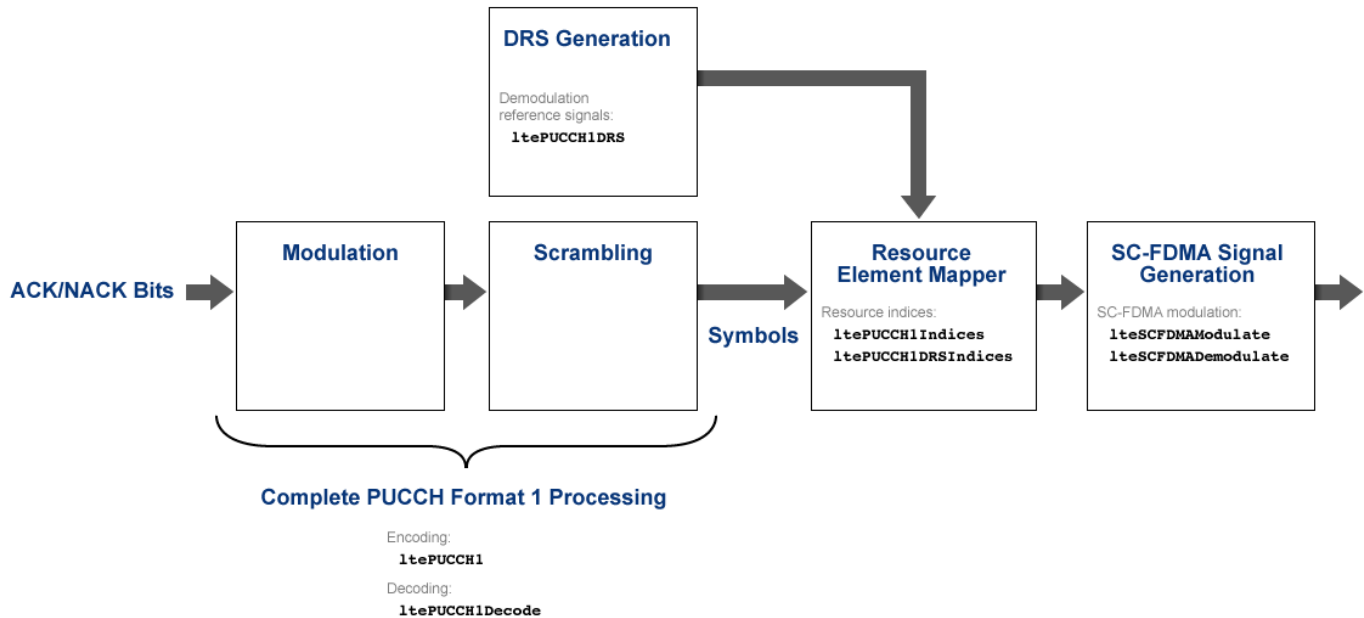 DRS Generation
Demodulation
reference signals:
ltePUCCH1DRS
ACK/NACK Bits
Modulation
Scrambling
Symbols
Resource
Element Mapper
Resource indices:
ltePUCCH1Indices
ltePUCCH1DRSIndices
SC-FDMA Signal
Generation
SC-FDMA modulation:
lteSCFDMAModulate
lteSCFDMADemodulate
Complete PUCCH Format 1 Processing
Encoding:
ltePUCCH1
Decoding:
ltePUCCH1Decode